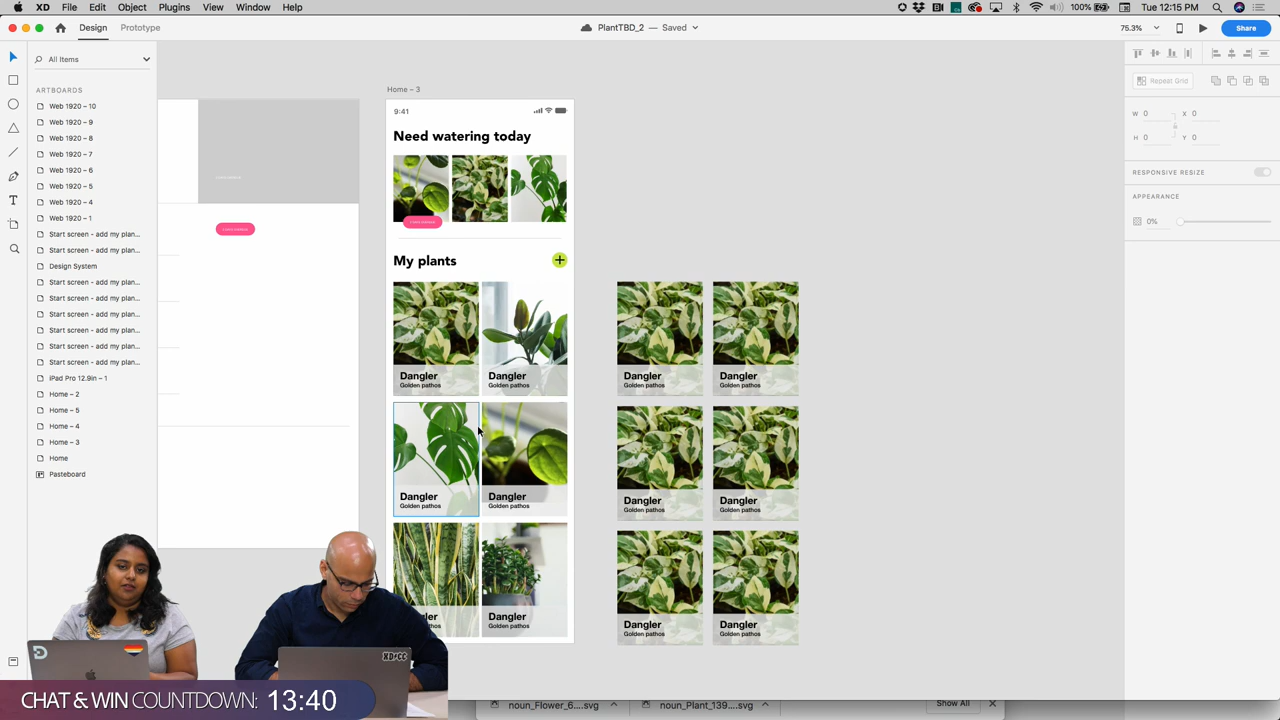 XD File Edit Object Plugins View Window Help
100% Tue 12:15 PM
Design Prototype
PlantTBD_2 — Saved
75.3%
Share
All Items
ARTBOARDS
Web 1920 – 10
Web 1920 – 9
Web 1920 – 8
Web 1920 – 7
Web 1920 – 6
Web 1920 – 5
Web 1920 – 4
Web 1920 – 1
Start screen - add my plan...
Start screen - add my plan...
Design System
Start screen - add my plan...
Start screen - add my plan...
Start screen - add my plan...
Start screen - add my plan...
Start screen - add my plan...
Start screen - add my plan...
iPad Pro 12.9in – 1
Home – 2
Home – 5
Home – 4
Home – 3
Home
Pasteboard
Home – 3
9:41
Need watering today
My plants
Dangler
Golden pathos
Dangler
Golden pathos
Dangler
Golden pathos
Dangler
Golden pathos
Golden pathos
Dangler
Golden pathos
Dangler
Golden pathos
Dangler
Golden pathos
Dangler
Golden pathos
Dangler
Golden pathos
Dangler
Golden pathos
Dangler
Golden pathos
Repeat Grid
W 0 X 0
H 0 Y 0
RESPONSIVE RESIZE
APPEARANCE
0%
CHAT & WIN COUNTDOWN: 13:40
noun_Flower_6....svg
noun_Plant_139....svg
Show All